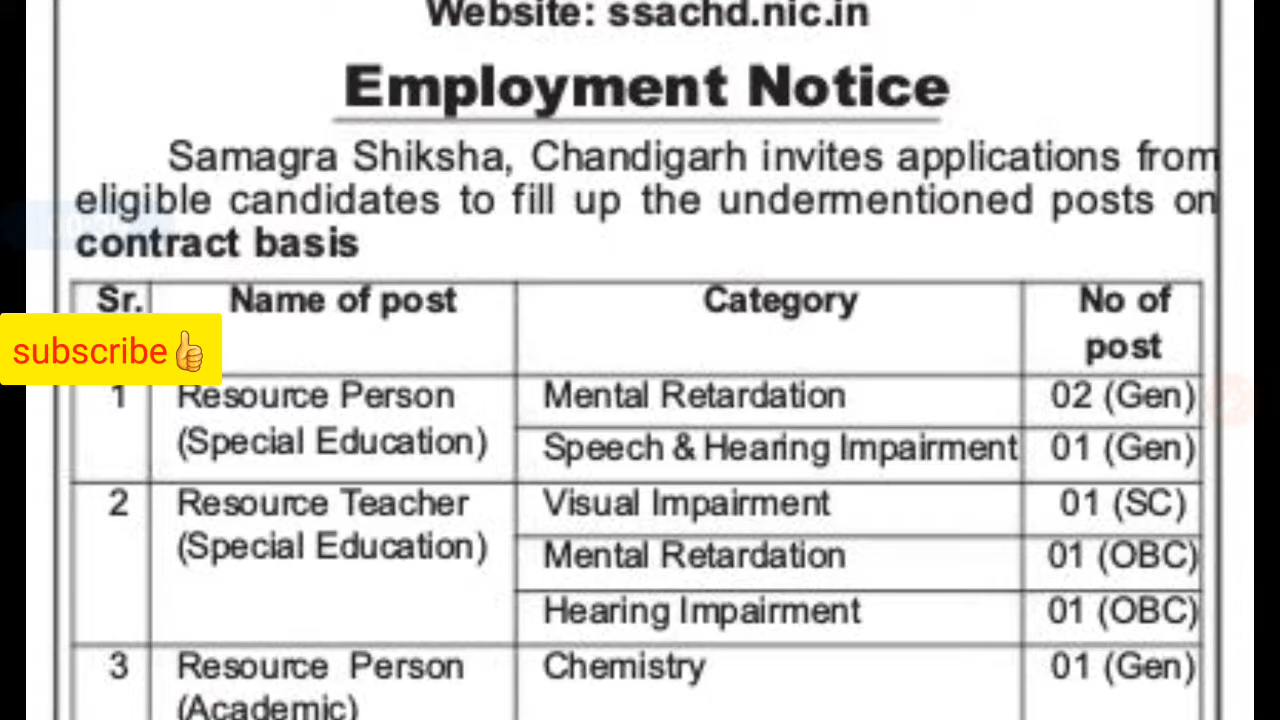 Website: ssachd.nic.in
Employment Notice
Samagra Shiksha, Chandigarh invites applications from
eligible candidates to fill up the undermentioned posts on
contract basis
Sr. Name of post Category No of
post
subscribe👍
1 Resource Person Mental Retardation 02 (Gen)
(Special Education) Speech & Hearing Impairment 01 (Gen)
2 Resource Teacher Visual Impairment 01 (SC)
(Special Education) Mental Retardation 01 (OBC)
Hearing Impairment 01 (OBC)
3 Resource Person Chemistry 01 (Gen)
(Academic)